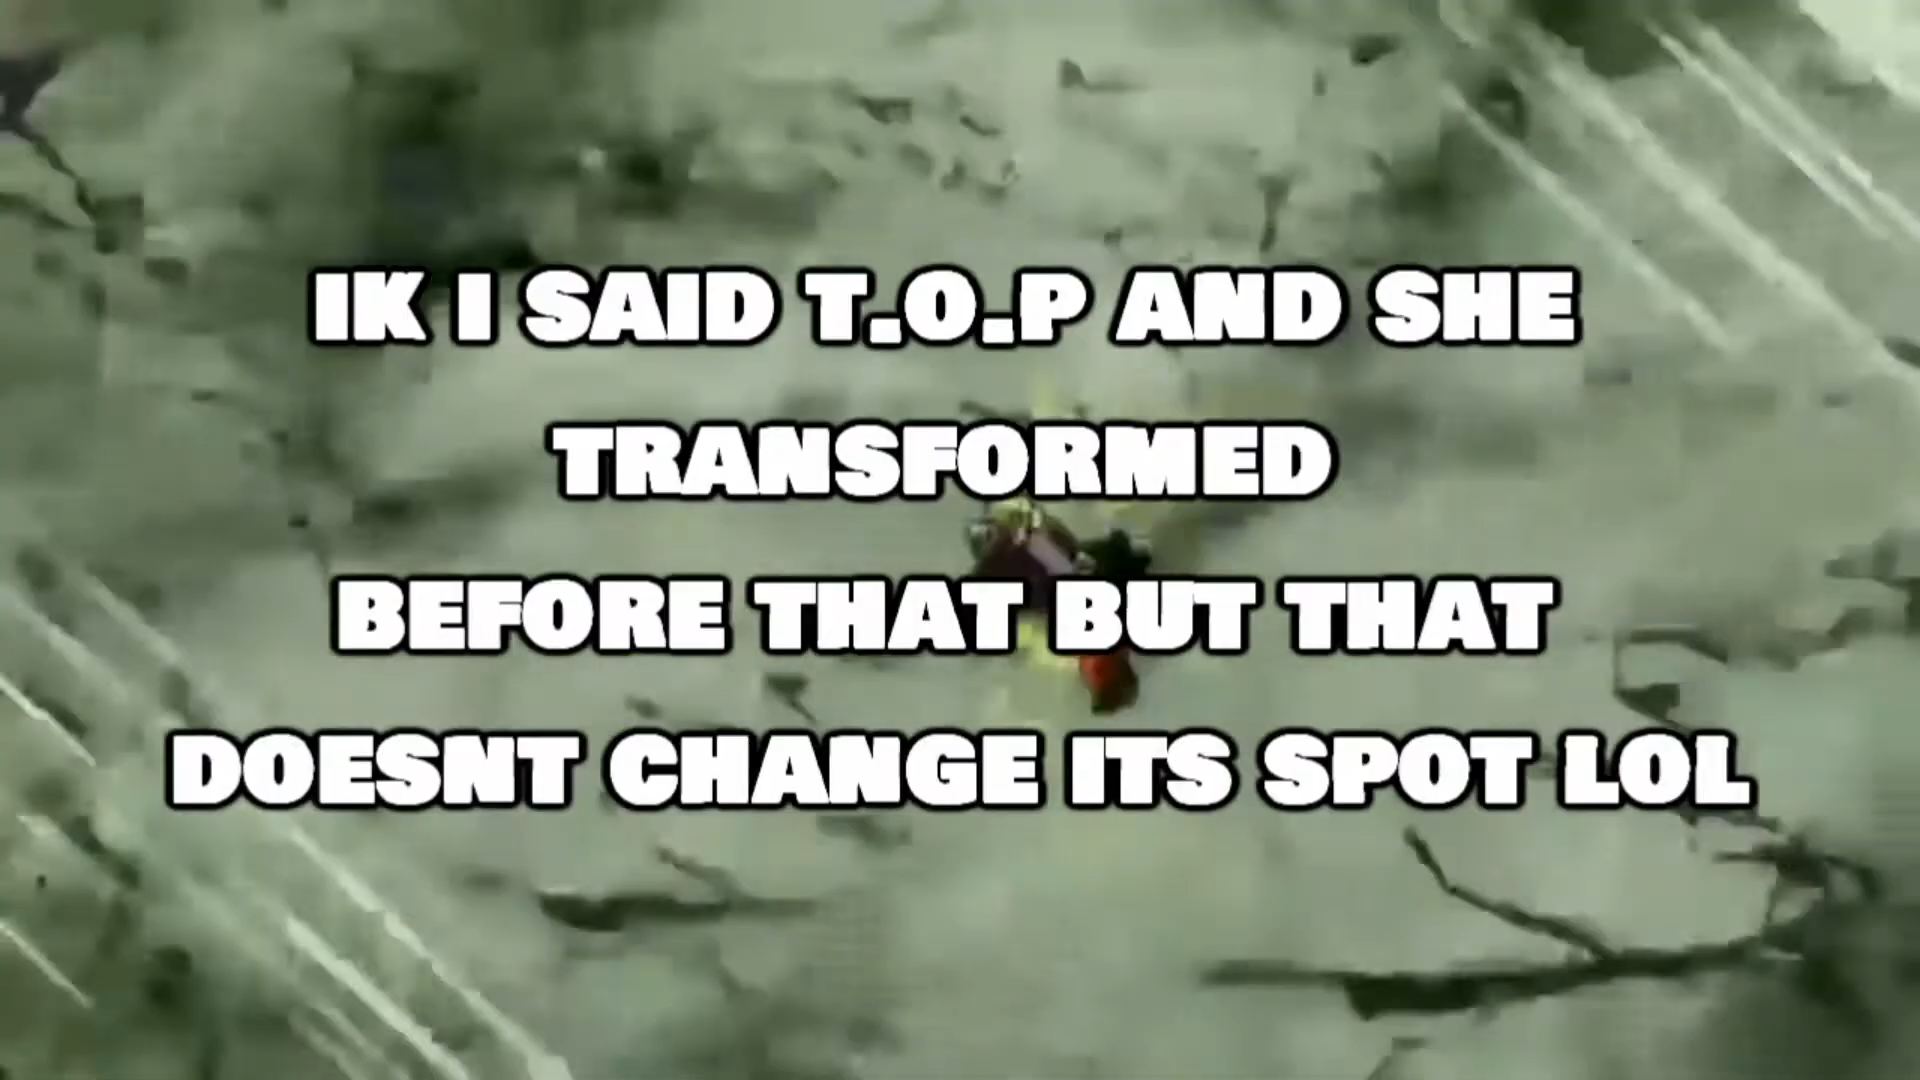 IK I SAID T.O.P AND SHE
TRANSFORMED
BEFORE THAT BUT THAT
DOESNT CHANGE ITS SPOT LOL